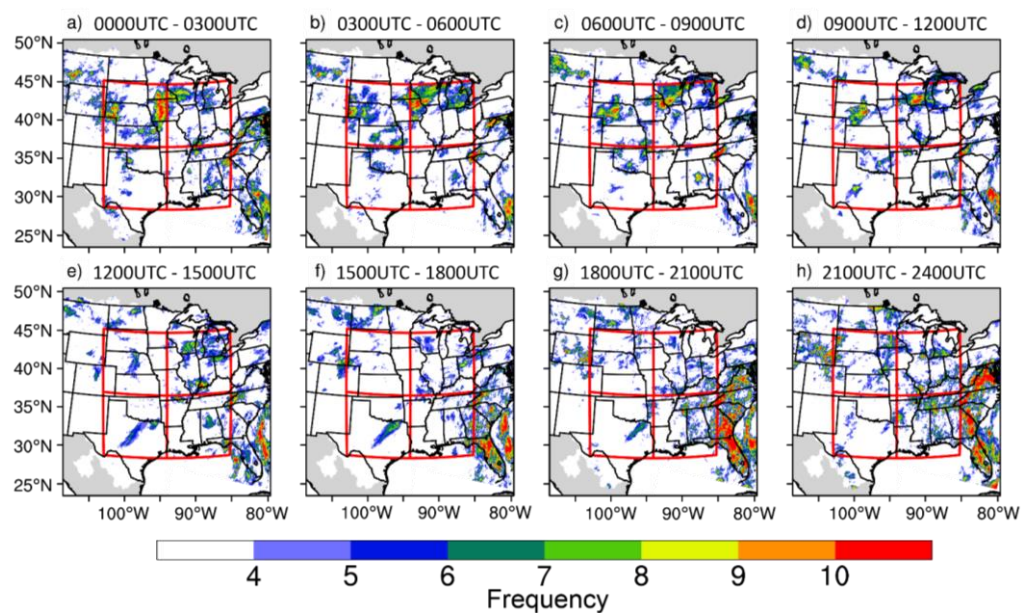 a) 0000UTC - 0300UTC b) 0300UTC - 0600UTC c) 0600UTC - 0900UTC d) 0900UTC - 1200UTC
50°N
45°N
40°N
35°N
30°N
25°N
e) 1200UTC - 1500UTC f) 1500UTC - 1800UTC g) 1800UTC - 2100UTC h) 2100UTC - 2400UTC
50°N
45°N
40°N
35°N
30°N
25°N
100°W 90°W 80°W 100°W 90°W 80°W 100°W 90°W 80°W 100°W 90°W 80°W
4 5 6 7 8 9 10
Frequency